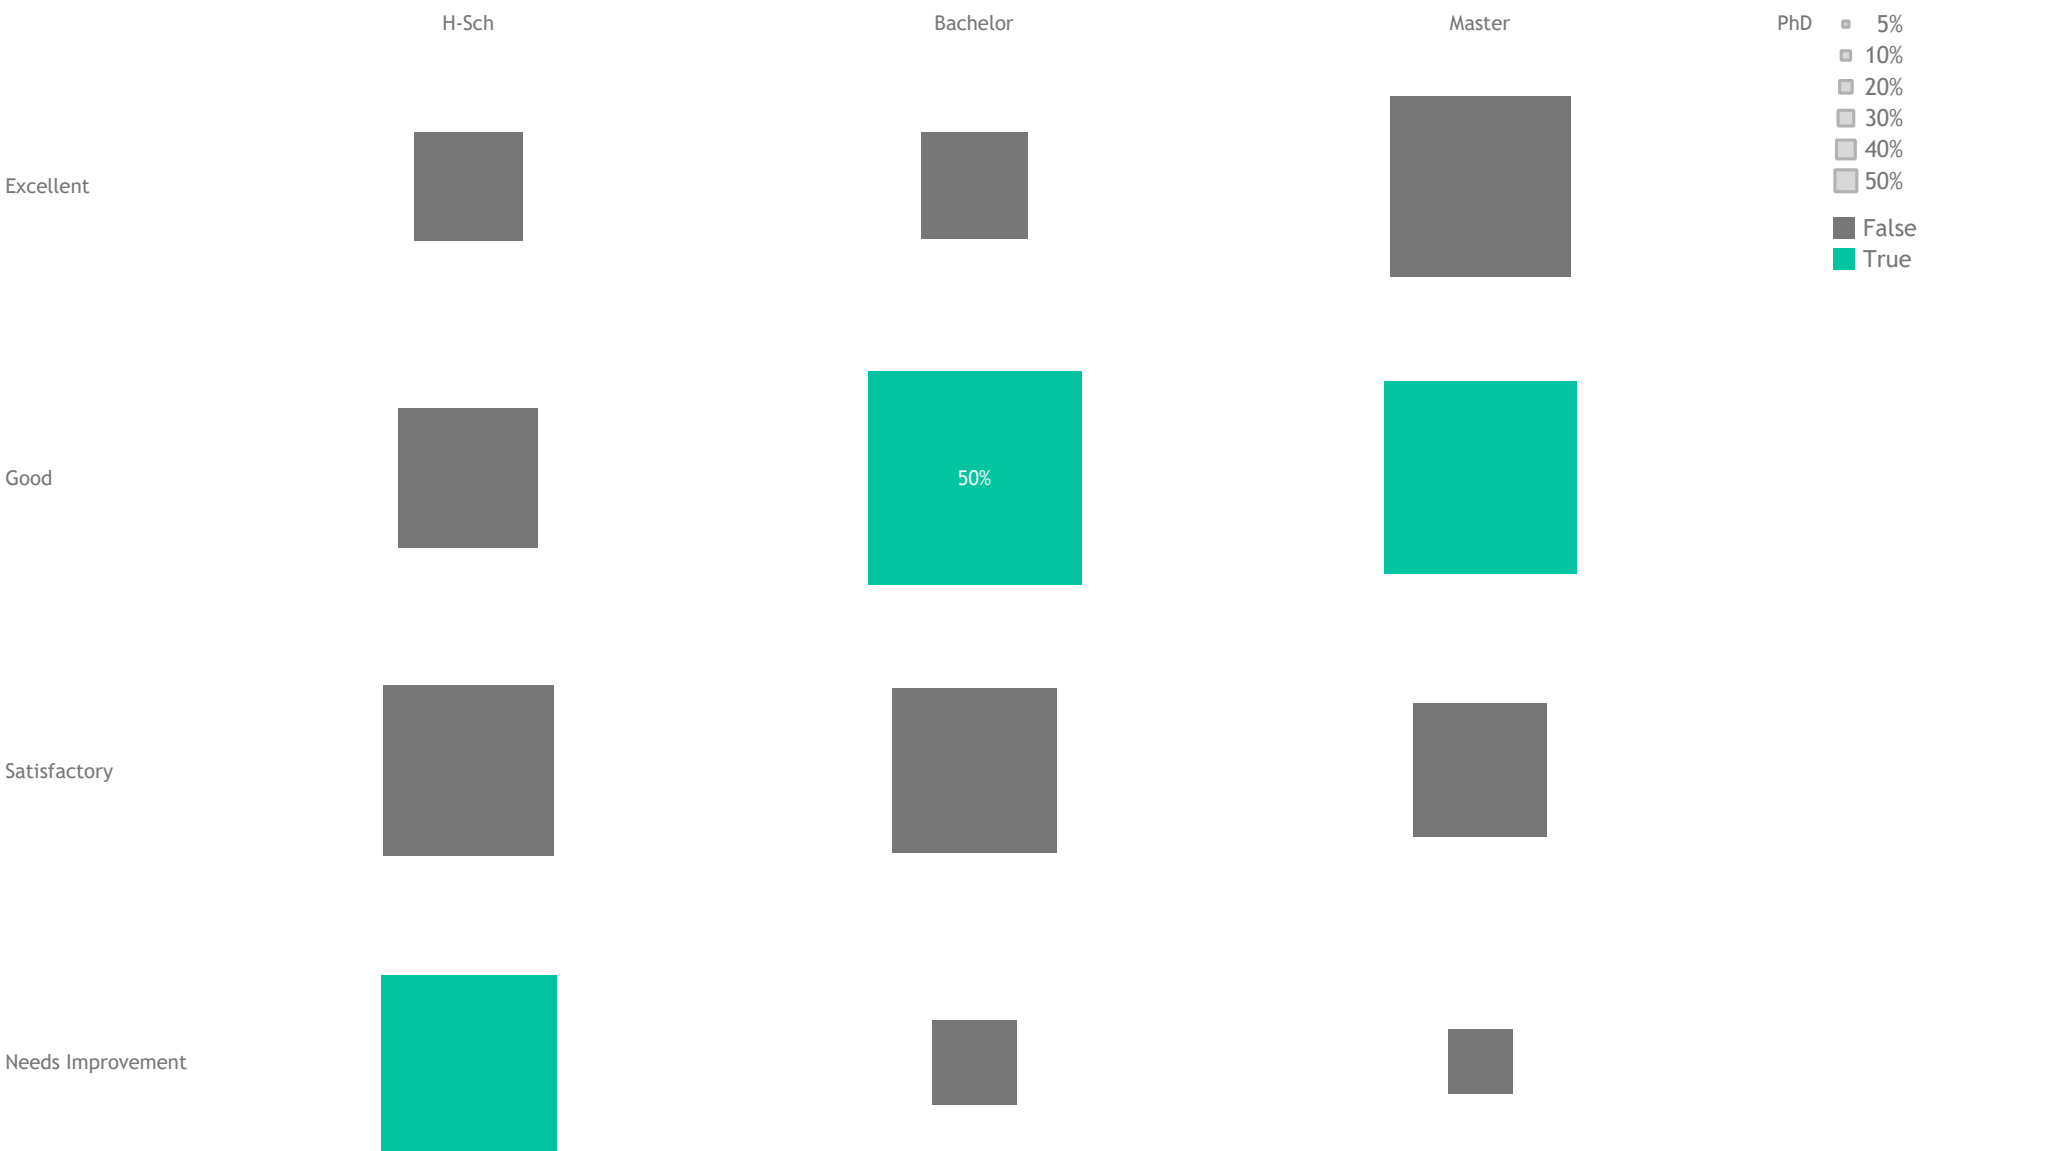 H-Sch Bachelor Master PhD
5%
10%
20%
30%
40%
50%
False
True
Excellent
Good
50%
Satisfactory
Needs Improvement